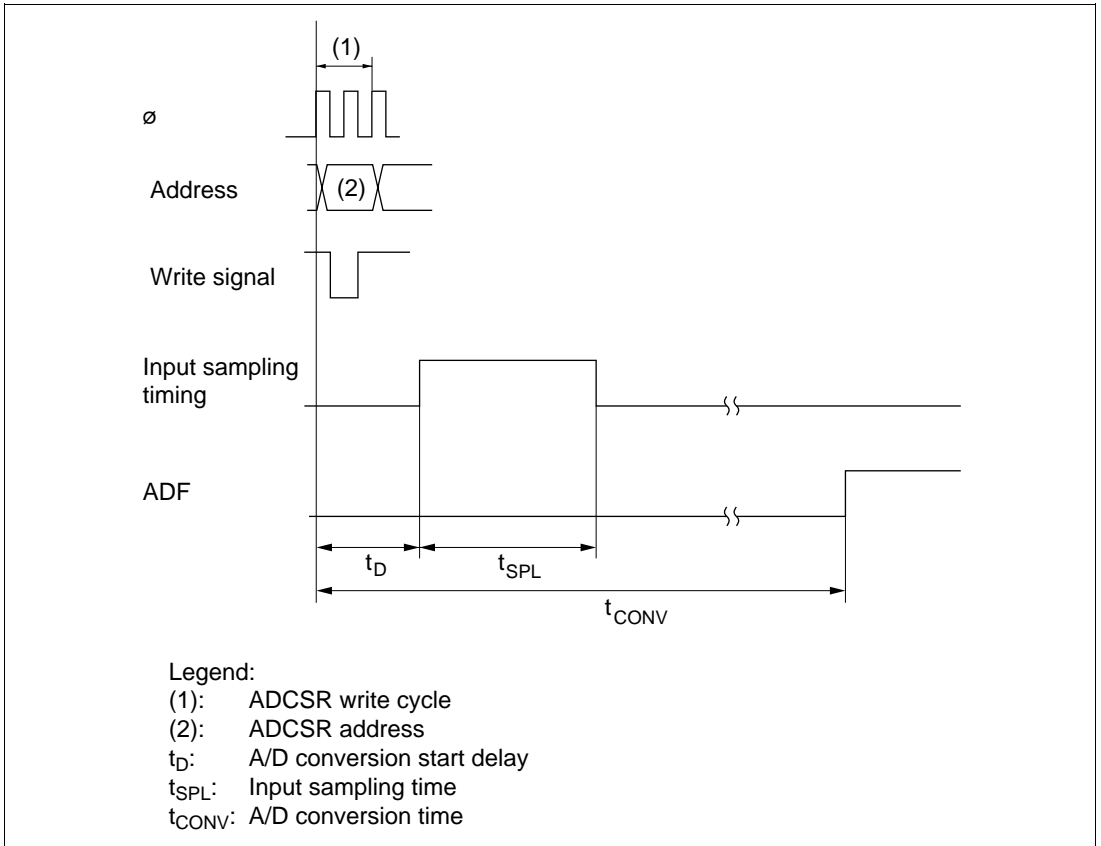 (1)
ø
Address
(2)
Write signal
Input sampling
timing
ADF
tD
tSPL
tCONV
Legend:
(1): ADCSR write cycle
(2): ADCSR address
tD: A/D conversion start delay
tSPL: Input sampling time
tCONV: A/D conversion time